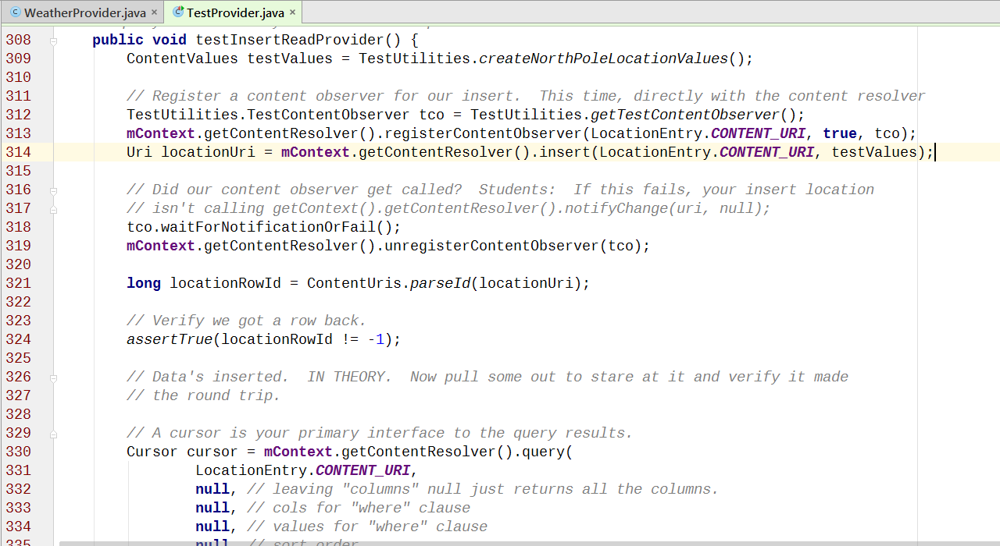 WeatherProvider.java × TestProvider.java ×
308 public void testInsertReadProvider() {
309 ContentValues testValues = TestUtilities.createNorthPoleLocationValues();
310
311 // Register a content observer for our insert.  This time, directly with the content resolver
312 TestUtilities.TestContentObserver tco = TestUtilities.getTestContentObserver();
313 mContext.getContentResolver().registerContentObserver(LocationEntry.CONTENT_URI, true, tco);
314 Uri locationUri = mContext.getContentResolver().insert(LocationEntry.CONTENT_URI, testValues);
315
316 // Did our content observer get called?  Students:  If this fails, your insert location
317 // isn't calling getContext().getContentResolver().notifyChange(uri, null);
318 tco.waitForNotificationOrFail();
319 mContext.getContentResolver().unregisterContentObserver(tco);
320
321 long locationRowId = ContentUris.parseId(locationUri);
322
323 // Verify we got a row back.
324 assertTrue(locationRowId != -1);
325
326 // Data's inserted.  IN THEORY.  Now pull some out to stare at it and verify it made
327 // the round trip.
328
329 // A cursor is your primary interface to the query results.
330 Cursor cursor = mContext.getContentResolver().query(
331 LocationEntry.CONTENT_URI,
332 null, // leaving "columns" null just returns all the columns.
333 null, // cols for "where" clause
334 null, // values for "where" clause
335 null, // sort order